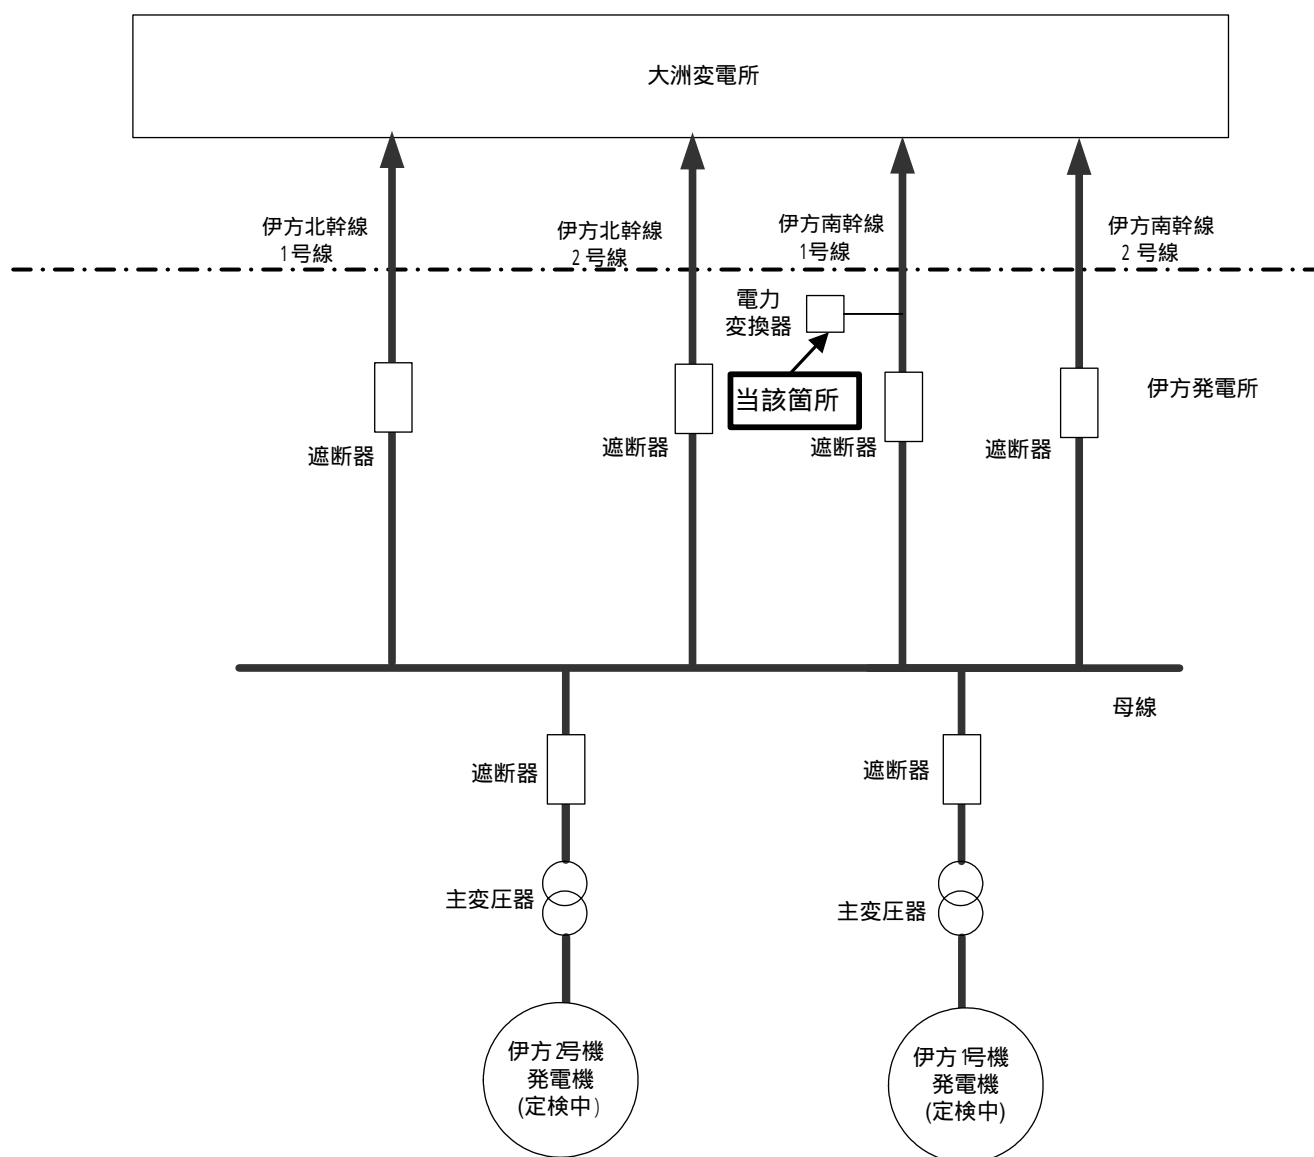 大洲変電所
伊方北幹線
1号線
伊方北幹線
2号線
伊方南幹線
1号線
伊方南幹線
2号線
電力
変換器
当該箇所
伊方発電所
遮断器
遮断器
遮断器
遮断器
母線
遮断器
遮断器
主変圧器
主変圧器
伊方2号機
発電機
(定検中)
伊方1号機
発電機
(定検中)